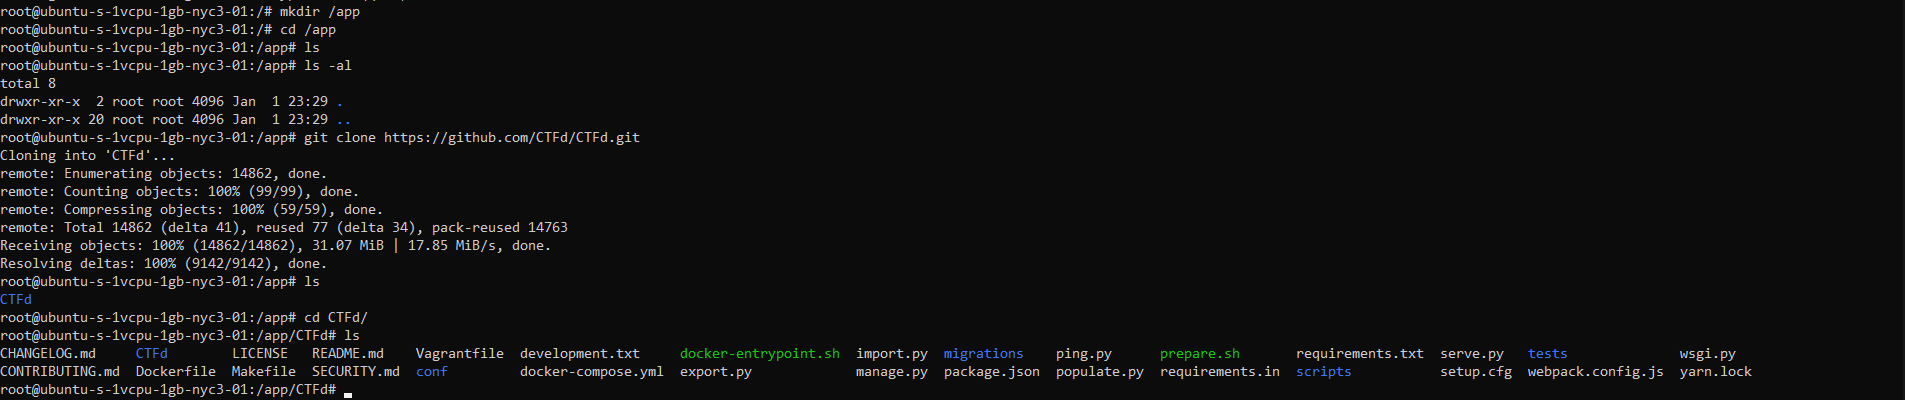 root@ubuntu-s-1vcpu-1gb-nyc3-01:/# mkdir /app
root@ubuntu-s-1vcpu-1gb-nyc3-01:/# cd /app
root@ubuntu-s-1vcpu-1gb-nyc3-01:/app# ls
root@ubuntu-s-1vcpu-1gb-nyc3-01:/app# ls -al
total 8
drwxr-xr-x  2 root root 4096 Jan  1 23:29 .
drwxr-xr-x 20 root root 4096 Jan  1 23:29 ..
root@ubuntu-s-1vcpu-1gb-nyc3-01:/app# git clone https://github.com/CTFd/CTFd.git
Cloning into 'CTFd'...
remote: Enumerating objects: 14862, done.
remote: Counting objects: 100% (99/99), done.
remote: Compressing objects: 100% (59/59), done.
remote: Total 14862 (delta 41), reused 77 (delta 34), pack-reused 14763
Receiving objects: 100% (14862/14862), 31.07 MiB | 17.85 MiB/s, done.
Resolving deltas: 100% (9142/9142), done.
root@ubuntu-s-1vcpu-1gb-nyc3-01:/app# ls
CTFd
root@ubuntu-s-1vcpu-1gb-nyc3-01:/app# cd CTFd/
root@ubuntu-s-1vcpu-1gb-nyc3-01:/app/CTFd# ls
CHANGELOG.md     CTFd        LICENSE   README.md    Vagrantfile  development.txt     docker-entrypoint.sh  import.py  migrations    ping.py      prepare.sh       requirements.txt  serve.py   tests              wsgi.py
CONTRIBUTING.md  Dockerfile  Makefile  SECURITY.md  conf         docker-compose.yml  export.py             manage.py  package.json  populate.py  requirements.in  scripts           setup.cfg  webpack.config.js  yarn.lock
root@ubuntu-s-1vcpu-1gb-nyc3-01:/app/CTFd#